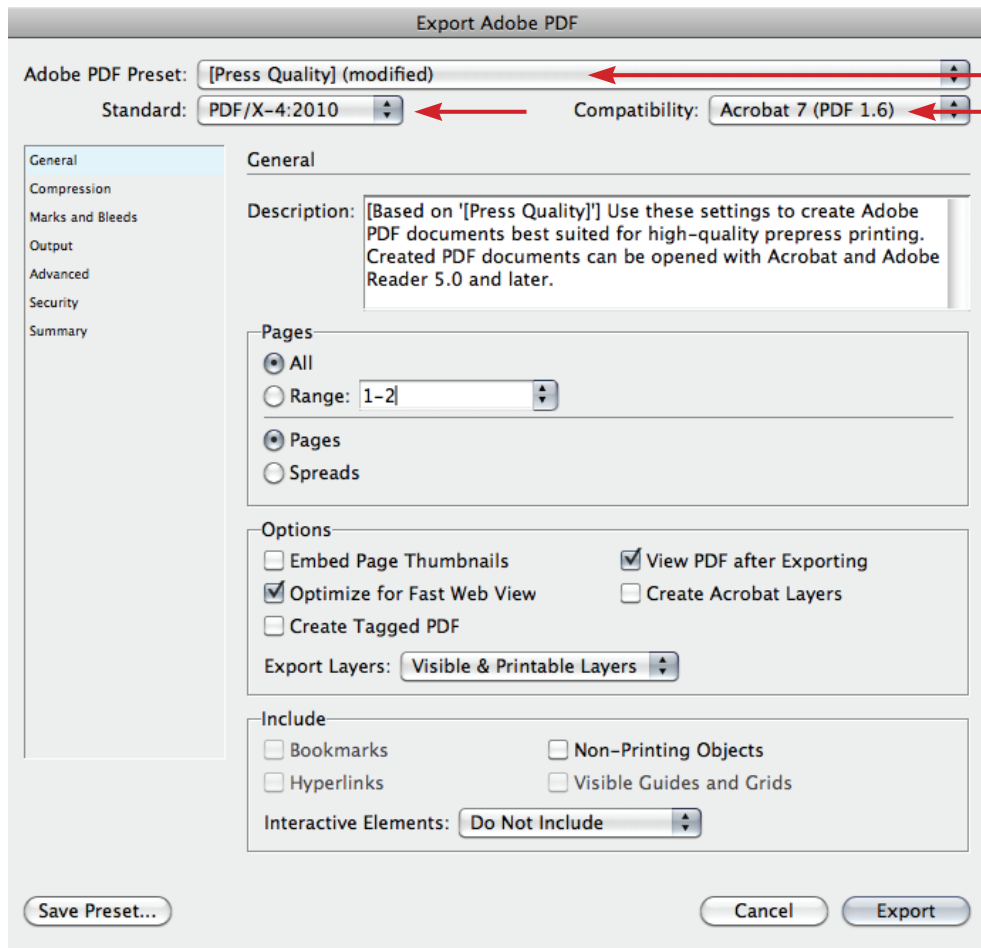 Export Adobe PDF
Adobe PDF Preset: [Press Quality] (modified)
Standard: PDF/X-4:2010 Compatibility: Acrobat 7 (PDF 1.6)
General
Compression
Marks and Bleeds
Output
Advanced
Security
Summary
General
Description: [Based on '[Press Quality]'] Use these settings to create Adobe
PDF documents best suited for high-quality prepress printing.
Created PDF documents can be opened with Acrobat and Adobe
Reader 5.0 and later.
Pages
All
Range: 1-2
Pages
Spreads
Options
Embed Page Thumbnails View PDF after Exporting
Optimize for Fast Web View Create Acrobat Layers
Create Tagged PDF
Export Layers: Visible & Printable Layers
Include
Bookmarks Non-Printing Objects
Hyperlinks Visible Guides and Grids
Interactive Elements: Do Not Include
Save Preset... Cancel Export